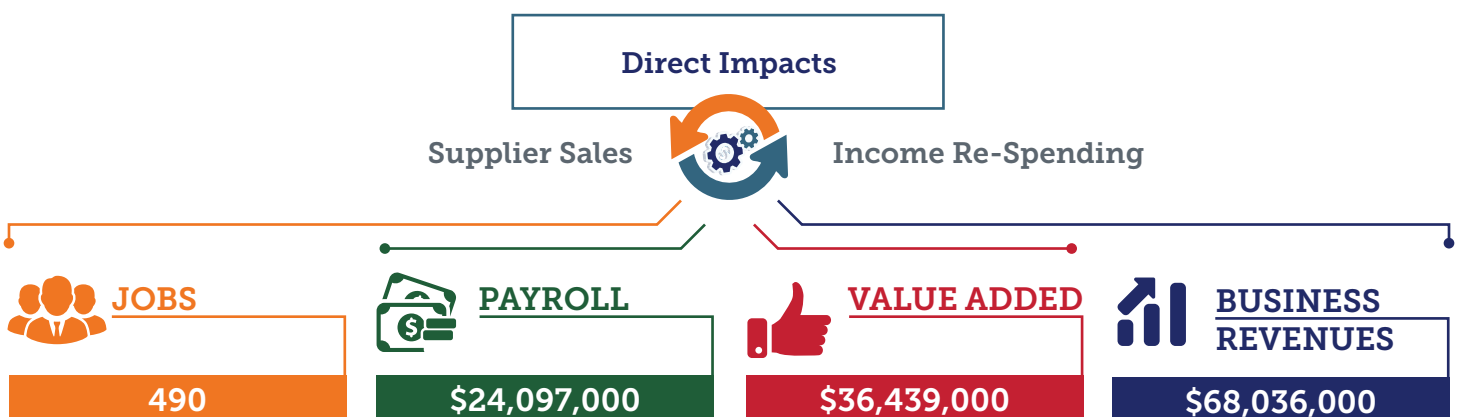 Direct Impacts
Supplier Sales
Income Re-Spending
JOBS
490
PAYROLL
$24,097,000
VALUE ADDED
$36,439,000
BUSINESS
REVENUES
$68,036,000